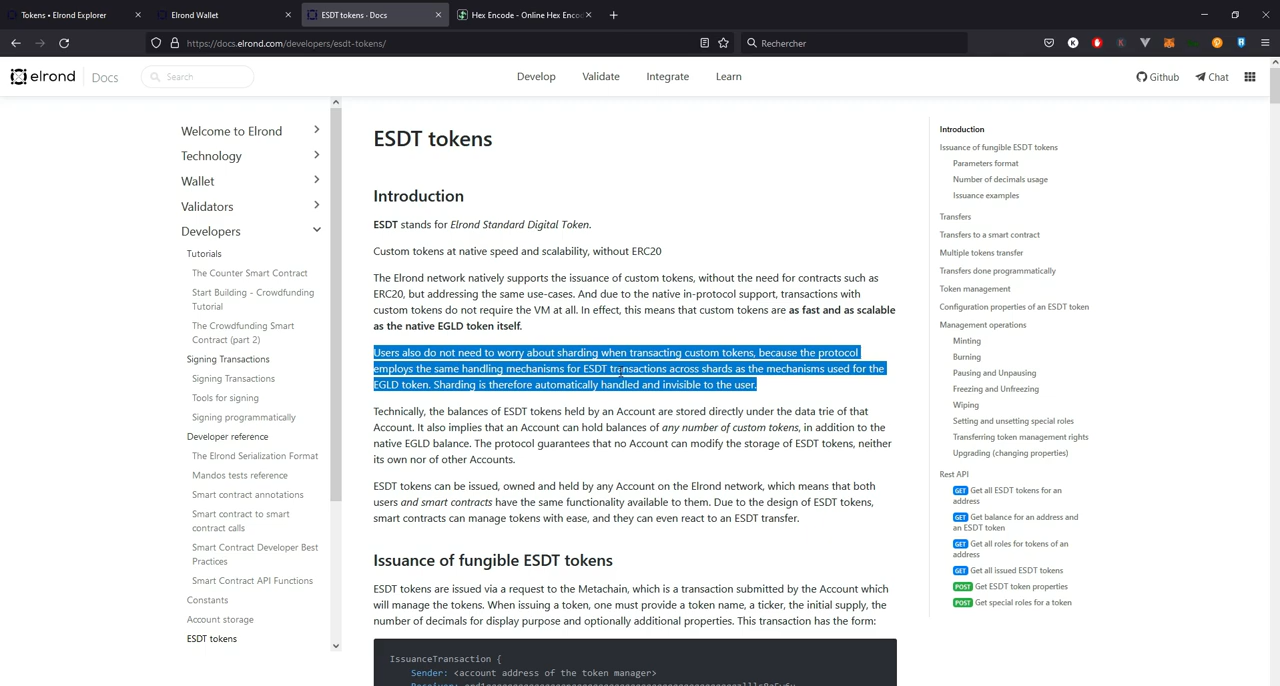 Tokens • Elrond Explorer
Elrond Wallet
ESDT tokens · Docs
Hex Encode - Online Hex Enco
https://docs.elrond.com/developers/esdt-tokens/
Rechercher
elrond
Docs
Search
Develop
Validate
Integrate
Learn
Github
Chat
Welcome to Elrond
Technology
Wallet
Validators
Developers
Tutorials
The Counter Smart Contract
Start Building - Crowdfunding
Tutorial
The Crowdfunding Smart
Contract (part 2)
Signing Transactions
Signing Transactions
Tools for signing
Signing programmatically
Developer reference
The Elrond Serialization Format
Mandos tests reference
Smart contract annotations
Smart contract to smart
contract calls
Smart Contract Developer Best
Practices
Smart Contract API Functions
Constants
Account storage
ESDT tokens
ESDT tokens
Introduction
ESDT stands for Elrond Standard Digital Token.
Custom tokens at native speed and scalability, without ERC20
The Elrond network natively supports the issuance of custom tokens, without the need for contracts such as
ERC20, but addressing the same use-cases. And due to the native in-protocol support, transactions with
custom tokens do not require the VM at all. In effect, this means that custom tokens are as fast and as scalable
as the native EGLD token itself.
Users also do not need to worry about sharding when transacting custom tokens, because the protocol
employs the same handling mechanisms for ESDT transactions across shards as the mechanisms used for the
EGLD token. Sharding is therefore automatically handled and invisible to the user.
Technically, the balances of ESDT tokens held by an Account are stored directly under the data trie of that
Account. It also implies that an Account can hold balances of any number of custom tokens, in addition to the
native EGLD balance. The protocol guarantees that no Account can modify the storage of ESDT tokens, neither
its own nor of other Accounts.
ESDT tokens can be issued, owned and held by any Account on the Elrond network, which means that both
users and smart contracts have the same functionality available to them. Due to the design of ESDT tokens,
smart contracts can manage tokens with ease, and they can even react to an ESDT transfer.
Issuance of fungible ESDT tokens
ESDT tokens are issued via a request to the Metachain, which is a transaction submitted by the Account which
will manage the tokens. When issuing a token, one must provide a token name, a ticker, the initial supply, the
number of decimals for display purpose and optionally additional properties. This transaction has the form:
IssuanceTransaction {
Sender: <account address of the token manager>
Introduction
Issuance of fungible ESDT tokens
Parameters format
Number of decimals usage
Issuance examples
Transfers
Transfers to a smart contract
Multiple tokens transfer
Transfers done programmatically
Token management
Configuration properties of an ESDT token
Management operations
Minting
Burning
Pausing and Unpausing
Freezing and Unfreezing
Wiping
Setting and unsetting special roles
Transferring token management rights
Upgrading (changing properties)
Rest API
GET Get all ESDT tokens for an
address
GET Get balance for an address and
an ESDT token
GET Get all roles for tokens of an
address
GET Get all issued ESDT tokens
POST Get ESDT token properties
POST Get special roles for a token